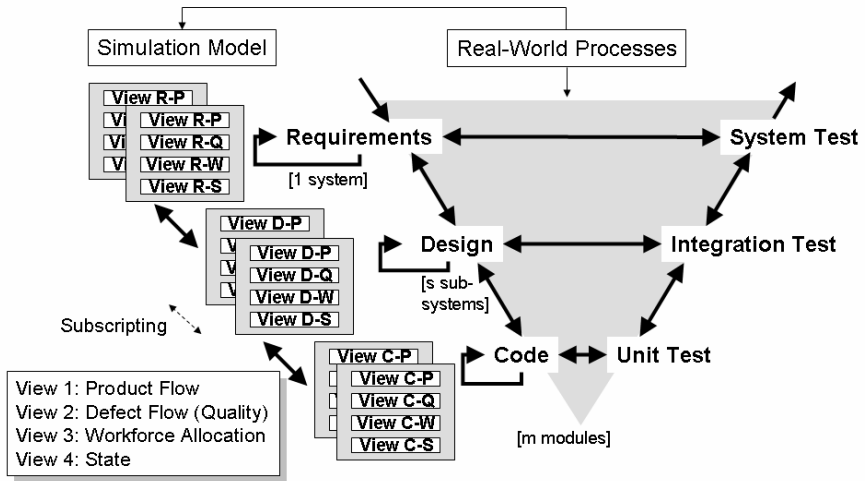 Simulation Model
Real-World Processes
View R-P
Vi
View R-P
View R-Q
View R-W
View R-S
Requirements
System Test
[1 system]
View D-P
View D-P
View D-Q
View D-W
View D-S
Design
Integration Test
[s sub-
systems]
Subscripting
View C-P
View C-P
View C-Q
View C-W
View C-S
Code
Unit Test
[m modules]
View 1: Product Flow
View 2: Defect Flow (Quality)
View 3: Workforce Allocation
View 4: State